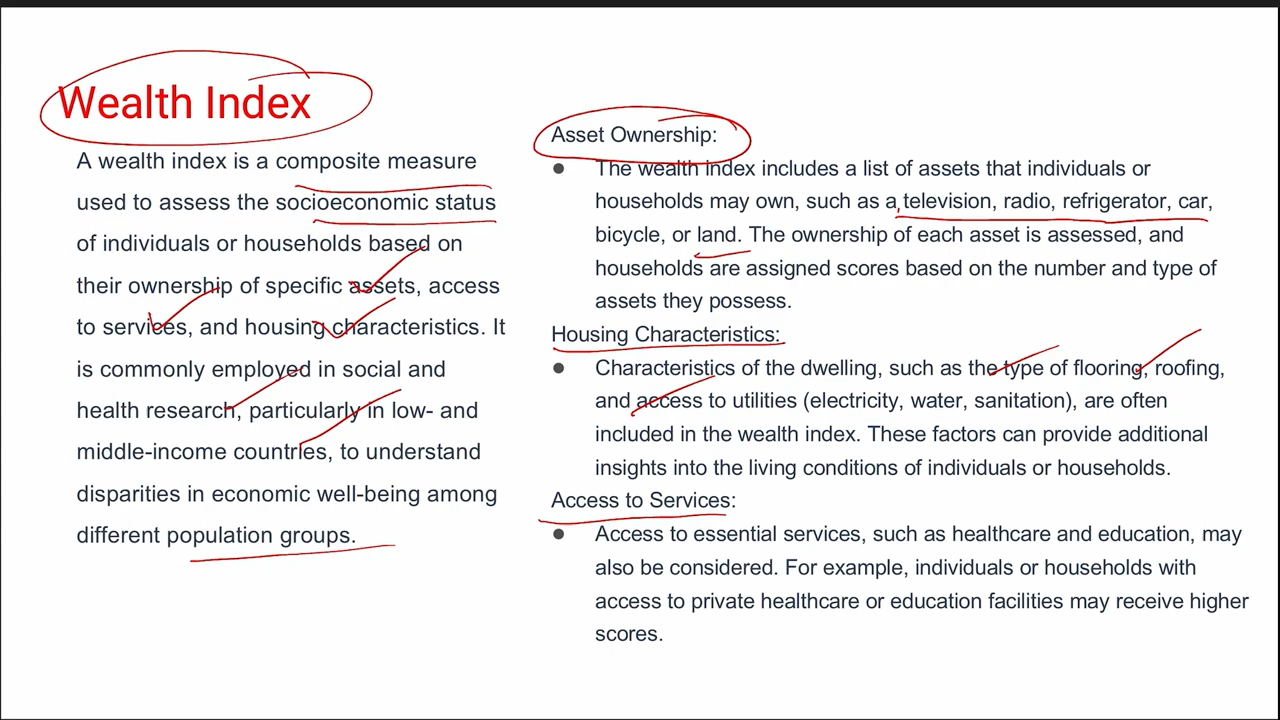 Wealth Index
A wealth index is a composite measure
used to assess the socioeconomic status
of individuals or households based on
their ownership of specific assets, access
to services, and housing characteristics. It
is commonly employed in social and
health research, particularly in low- and
middle-income countries, to understand
disparities in economic well-being among
different population groups.
Asset Ownership:
● The wealth index includes a list of assets that individuals or
households may own, such as a television, radio, refrigerator, car,
bicycle, or land. The ownership of each asset is assessed, and
households are assigned scores based on the number and type of
assets they possess.
Housing Characteristics:
● Characteristics of the dwelling, such as the type of flooring, roofing,
and access to utilities (electricity, water, sanitation), are often
included in the wealth index. These factors can provide additional
insights into the living conditions of individuals or households.
Access to Services:
● Access to essential services, such as healthcare and education, may
also be considered. For example, individuals or households with
access to private healthcare or education facilities may receive higher
scores.